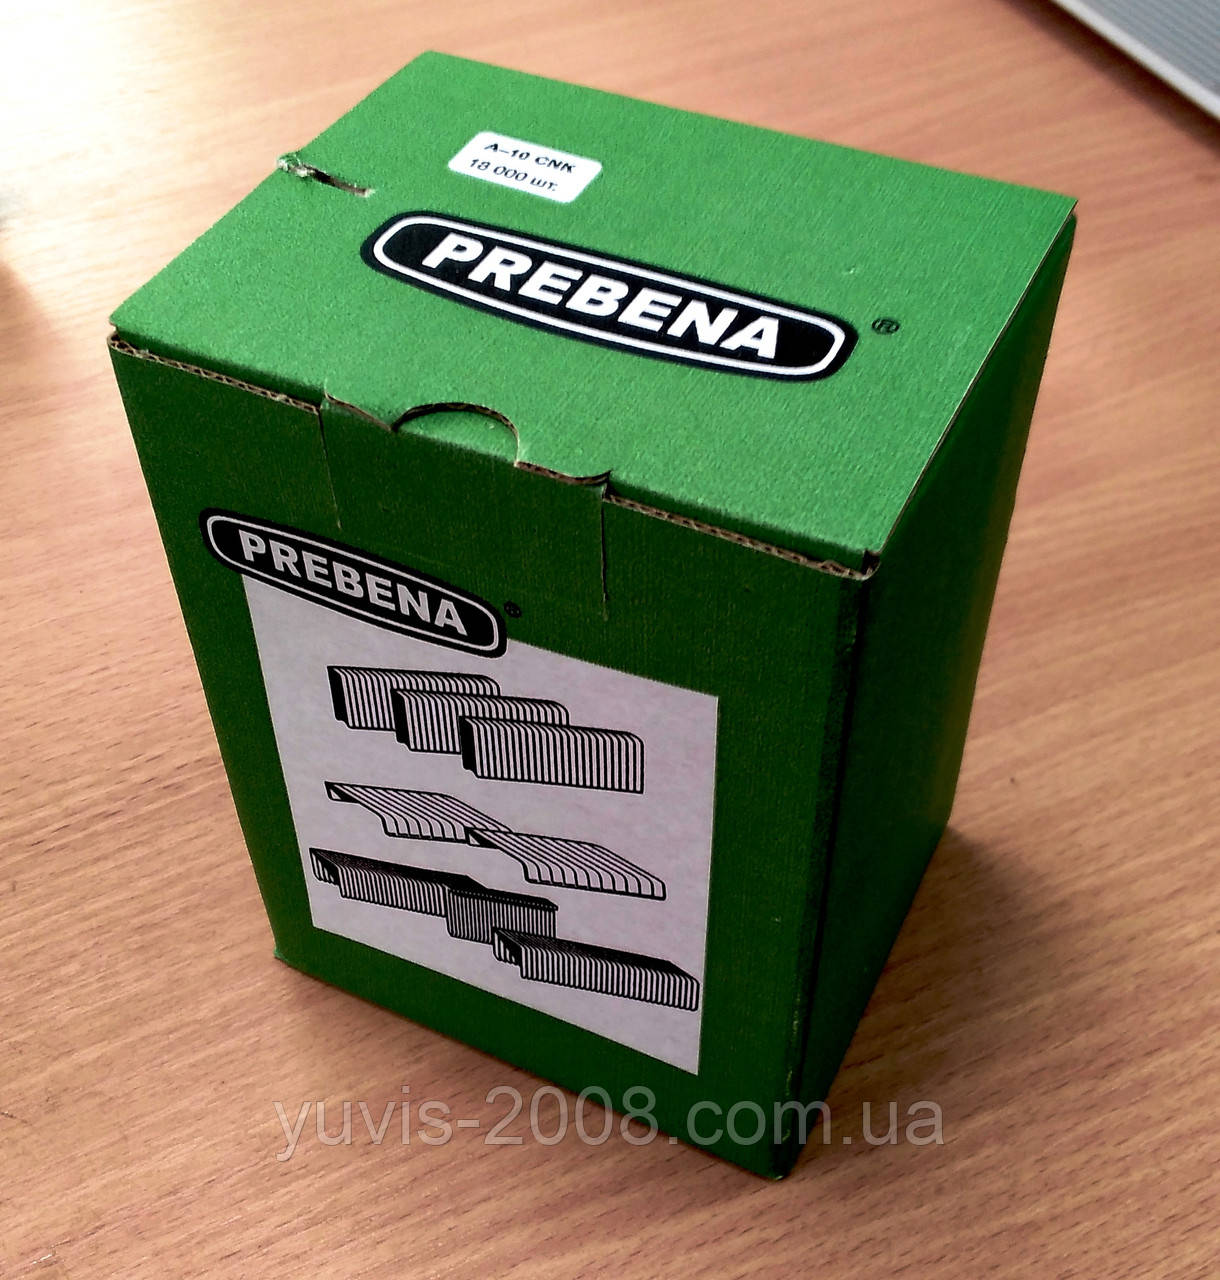 A-10 CNK
18 000 шт.
PREBENA
®
PREBENA
®
yuvis-2008.com.ua